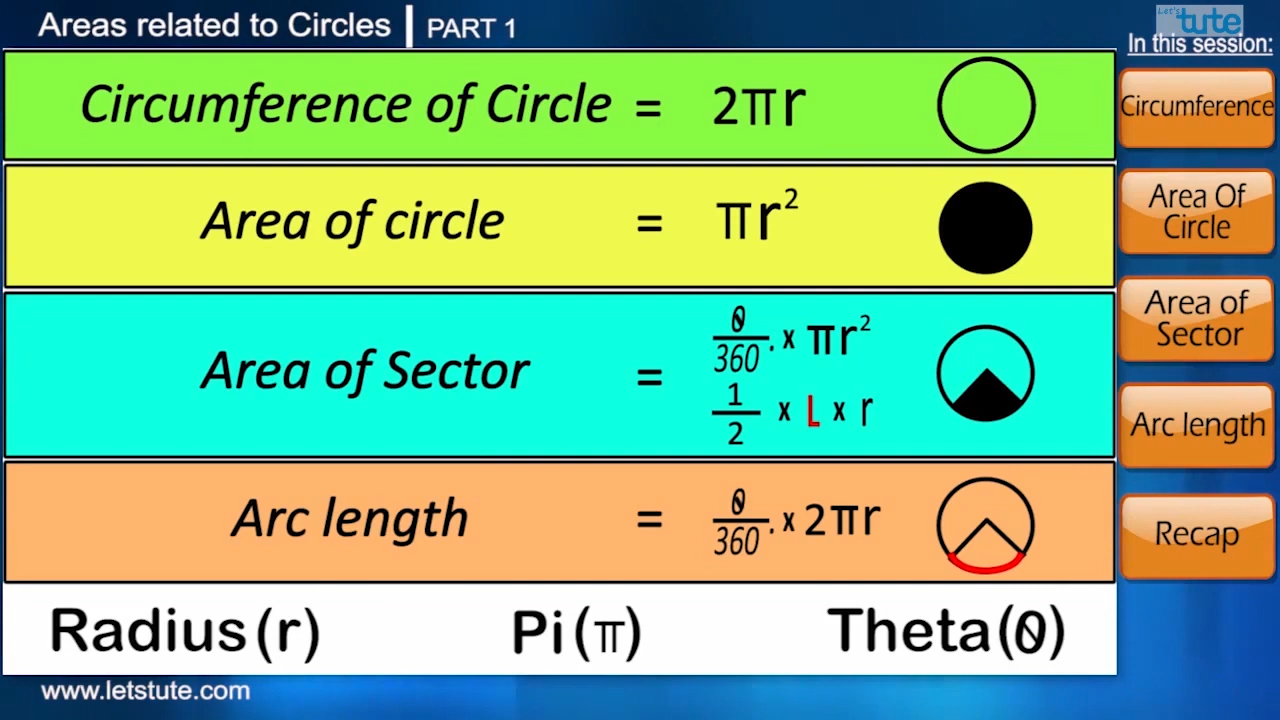 Areas related to Circles | PART 1
Let's tute
In this session:
Circumference of Circle = 2πr
Circumference
Area of circle = πr²
Area Of
Circle
Area of Sector = θ/360° × πr²
1/2 × L × r
Area of
Sector
Arc length
Arc length = θ/360° × 2πr
Recap
Radius (r) Pi (π) Theta (θ)
www.letstute.com